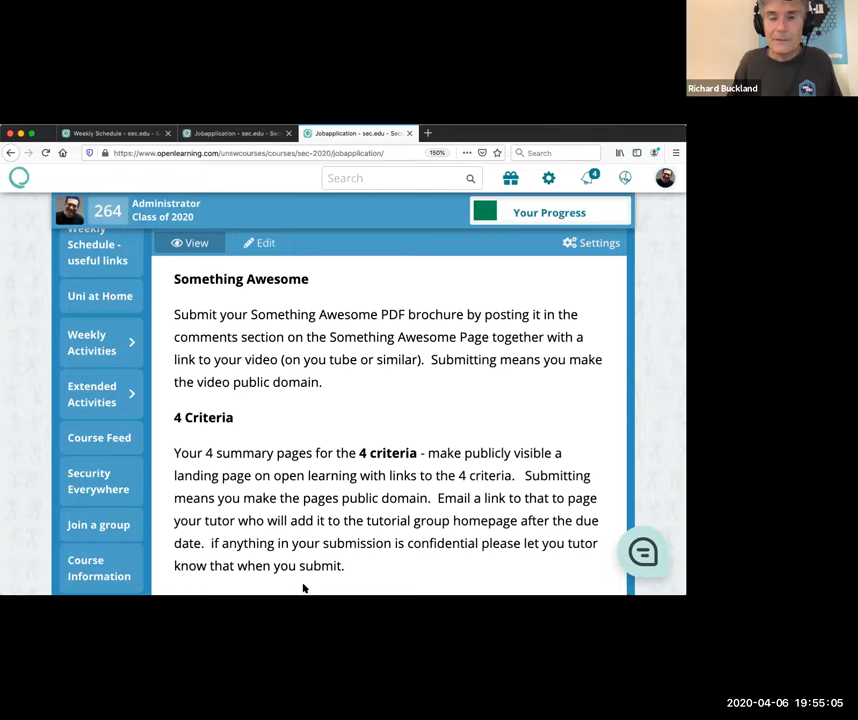 Richard Buckland
Weekly Schedule - sec.edu - S
Jobapplication - sec.edu - Sec
Jobapplication - sec.edu - Sec
https://www.openlearning.com/unswcourses/courses/sec-2020/jobapplication/
150%
Search
Search
4
264
Administrator
Class of 2020
Your Progress
Weekly
Schedule -
useful links
Uni at Home
Weekly
Activities
Extended
Activities
Course Feed
Security
Everywhere
Join a group
Course
Information
View
Edit
Settings
Something Awesome
Submit your Something Awesome PDF brochure by posting it in the
comments section on the Something Awesome Page together with a
link to your video (on you tube or similar).  Submitting means you make
the video public domain.
4 Criteria
Your 4 summary pages for the 4 criteria - make publicly visible a
landing page on open learning with links to the 4 criteria.   Submitting
means you make the pages public domain.  Email a link to that to page
your tutor who will add it to the tutorial group homepage after the due
date.  if anything in your submission is confidential please let you tutor
know that when you submit.
2020-04-06 19:55:05